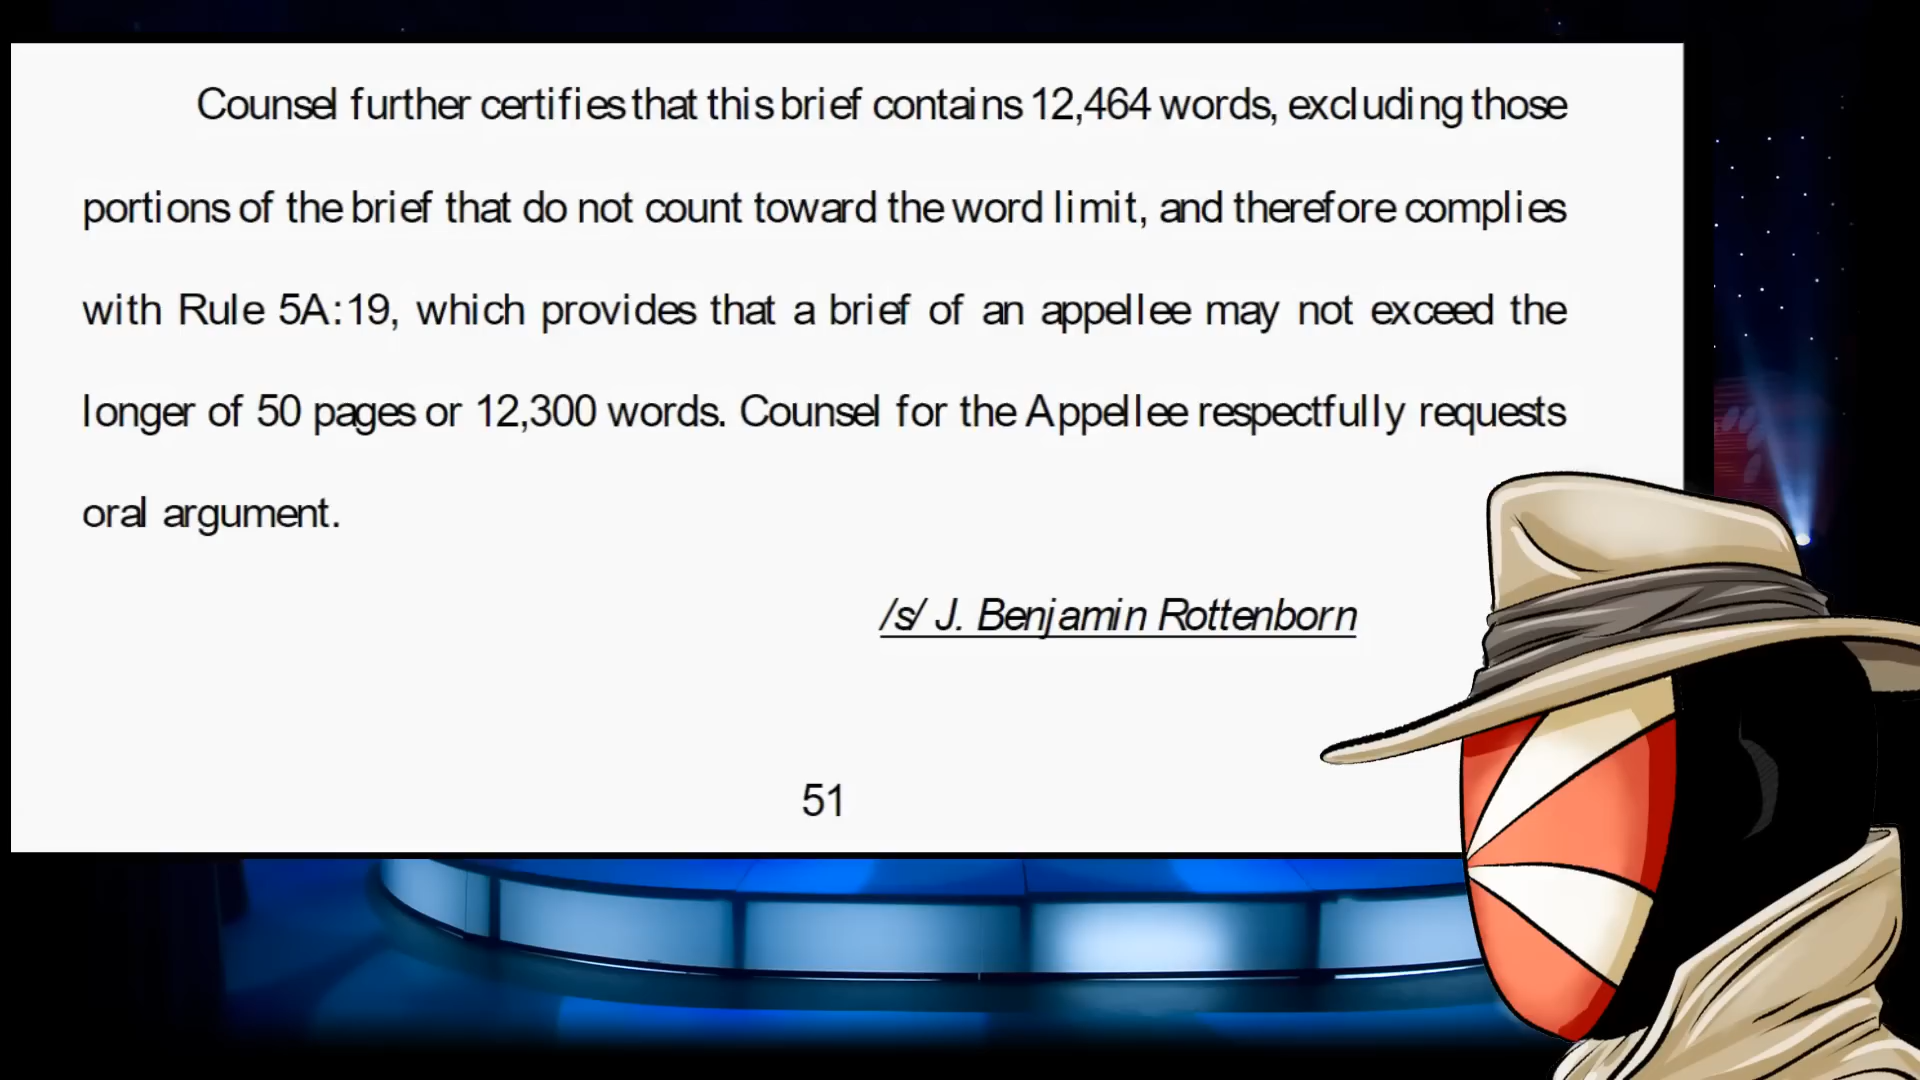 Counsel further certifies that this brief contains 12,464 words, excluding those
portions of the brief that do not count toward the word limit, and therefore complies
with Rule 5A:19, which provides that a brief of an appellee may not exceed the
longer of 50 pages or 12,300 words. Counsel for the Appellee respectfully requests
oral argument.
/s/ J. Benjamin Rottenborn
51